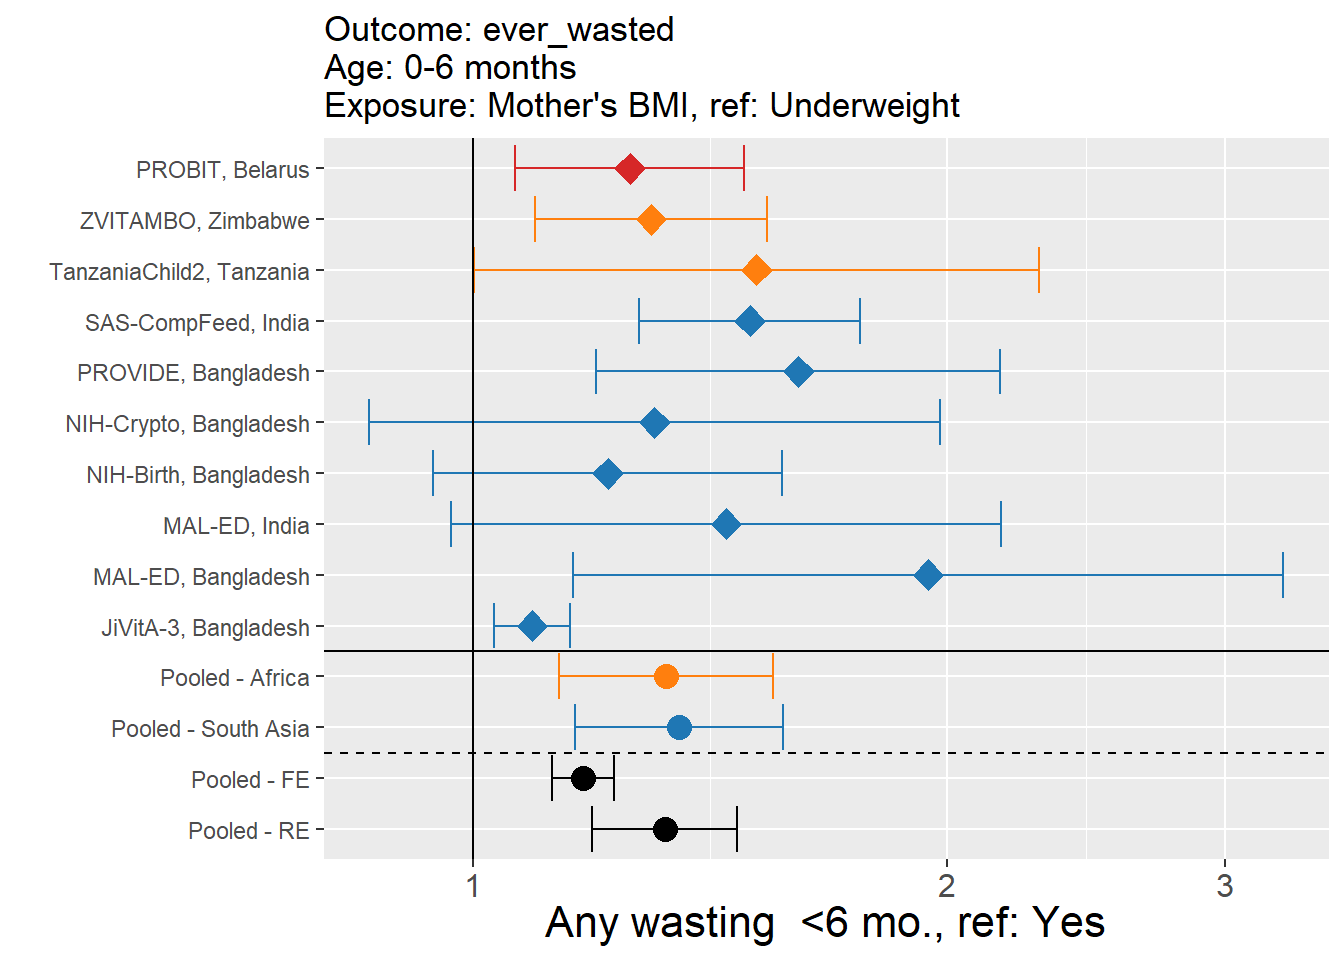 Outcome: ever_wasted
Age: 0-6 months
Exposure: Mother's BMI, ref: Underweight
PROBIT, Belarus
ZVITAMBO, Zimbabwe
TanzaniaChild2, Tanzania
SAS-CompFeed, India
PROVIDE, Bangladesh
NIH-Crypto, Bangladesh
NIH-Birth, Bangladesh
MAL-ED, India
MAL-ED, Bangladesh
JiVitA-3, Bangladesh
Pooled - Africa
Pooled - South Asia
Pooled - FE
Pooled - RE
1 2 3
Any wasting  <6 mo., ref: Yes